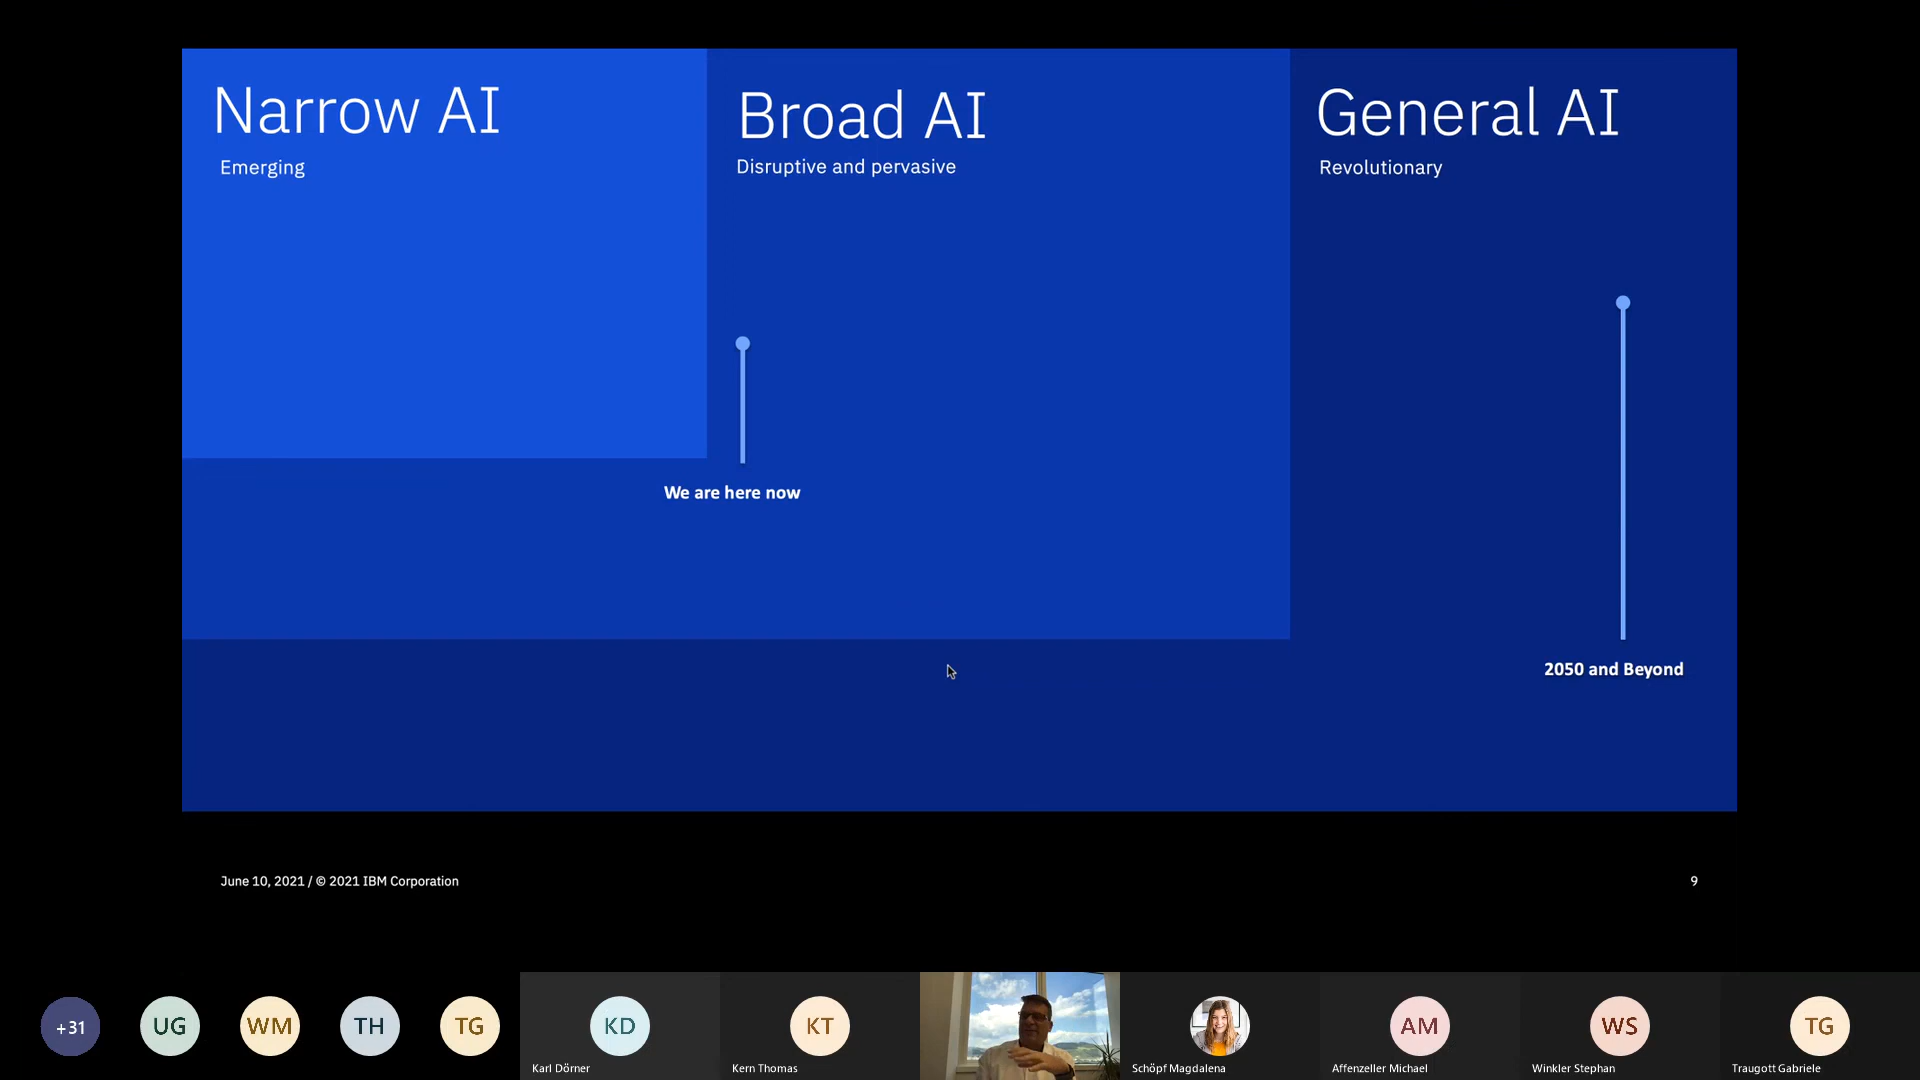 Narrow AI
Emerging
Broad AI
Disruptive and pervasive
General AI
Revolutionary
We are here now
2050 and Beyond
June 10, 2021 / © 2021 IBM Corporation
9
+31
UG
WM
TH
TG
KD
Karl Dörner
KT
Kern Thomas
Schöpf Magdalena
AM
Affenzeller Michael
WS
Winkler Stephan
TG
Traugott Gabriele